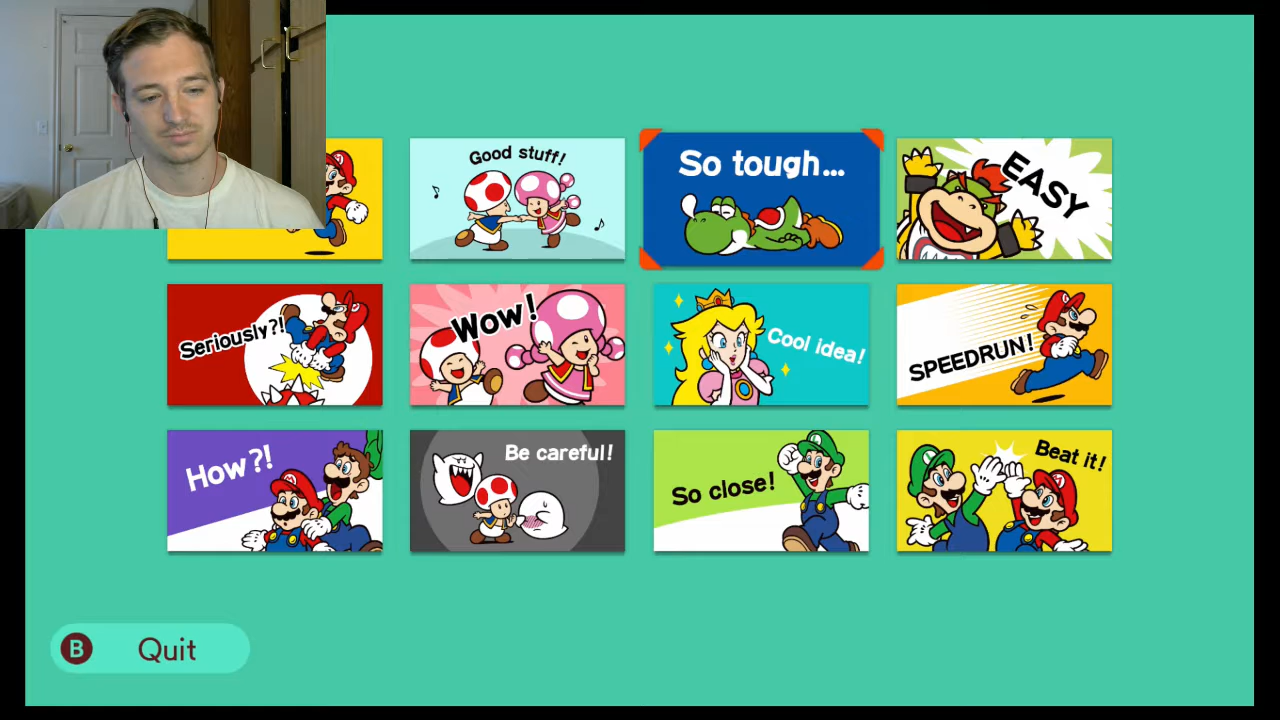 Good stuff!
So tough...
EASY
Seriously?!
Wow!
Cool idea!
SPEEDRUN!
How?!
Be careful!
So close!
Beat it!
B Quit